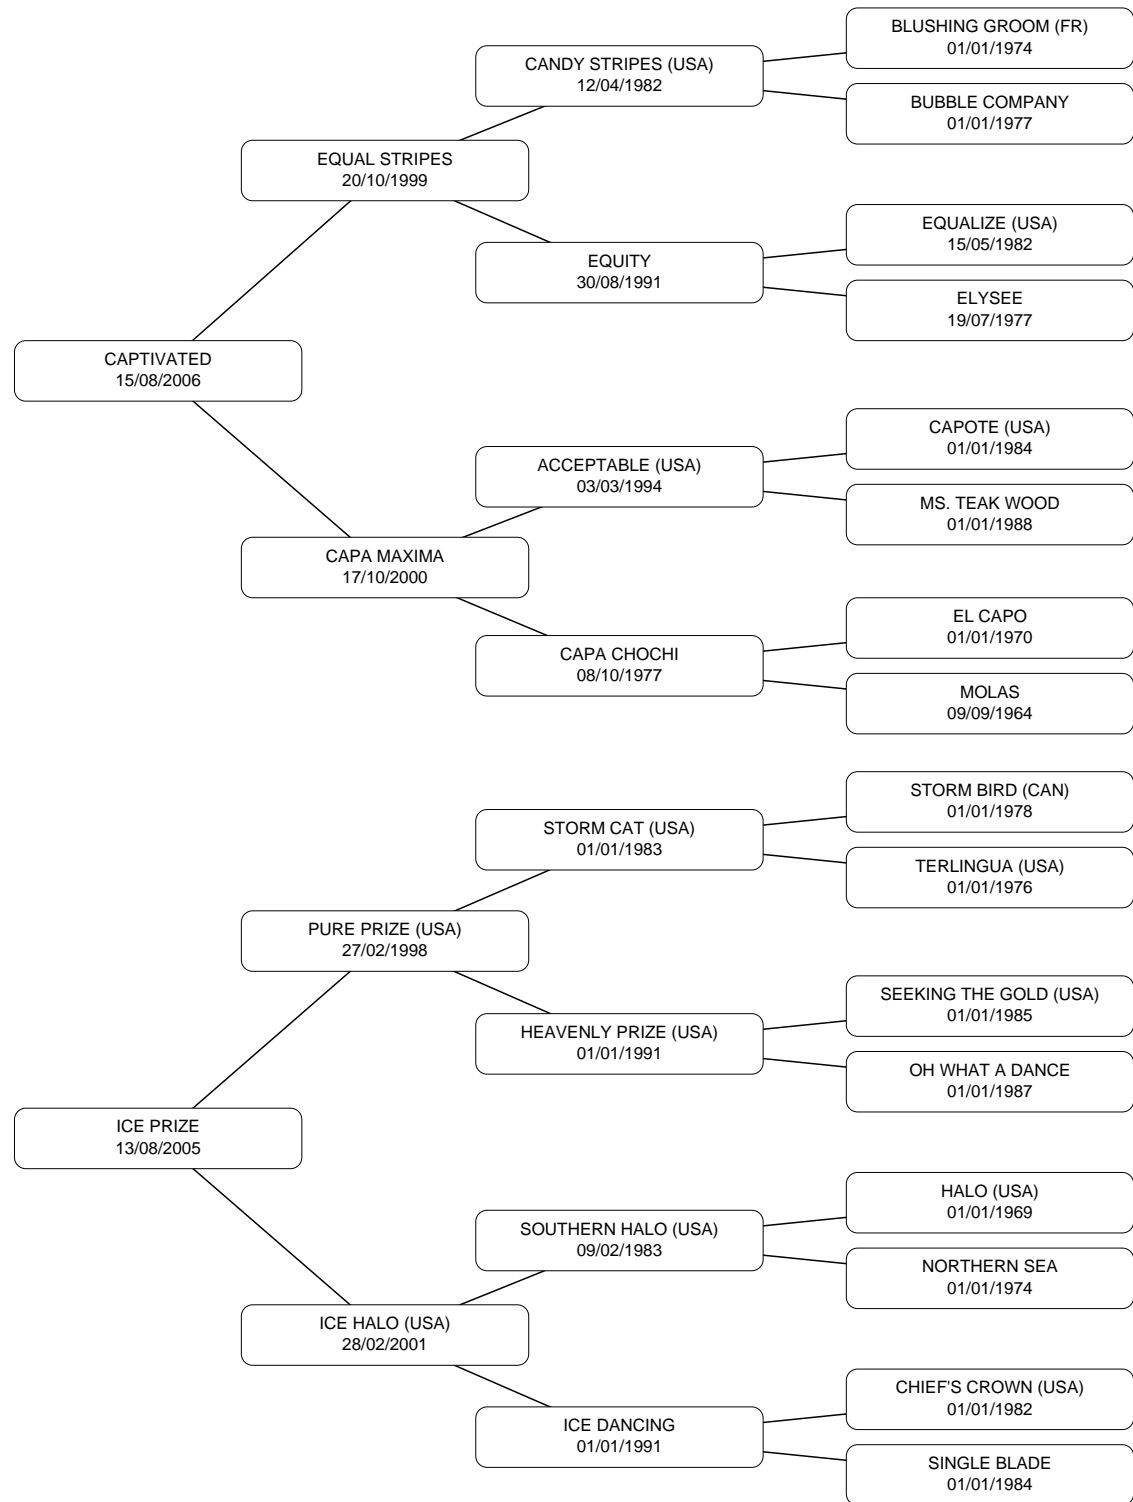 BLUSHING GROOM (FR)
01/01/1974
CANDY STRIPES (USA)
12/04/1982
BUBBLE COMPANY
01/01/1977
EQUAL STRIPES
20/10/1999
EQUALIZE (USA)
15/05/1982
EQUITY
30/08/1991
ELYSEE
19/07/1977
CAPTIVATED
15/08/2006
CAPOTE (USA)
01/01/1984
ACCEPTABLE (USA)
03/03/1994
MS. TEAK WOOD
01/01/1988
CAPA MAXIMA
17/10/2000
EL CAPO
01/01/1970
CAPA CHOCHI
08/10/1977
MOLAS
09/09/1964
STORM BIRD (CAN)
01/01/1978
STORM CAT (USA)
01/01/1983
TERLINGUA (USA)
01/01/1976
PURE PRIZE (USA)
27/02/1998
SEEKING THE GOLD (USA)
01/01/1985
HEAVENLY PRIZE (USA)
01/01/1991
OH WHAT A DANCE
01/01/1987
ICE PRIZE
13/08/2005
HALO (USA)
01/01/1969
SOUTHERN HALO (USA)
09/02/1983
NORTHERN SEA
01/01/1974
ICE HALO (USA)
28/02/2001
CHIEF'S CROWN (USA)
01/01/1982
ICE DANCING
01/01/1991
SINGLE BLADE
01/01/1984